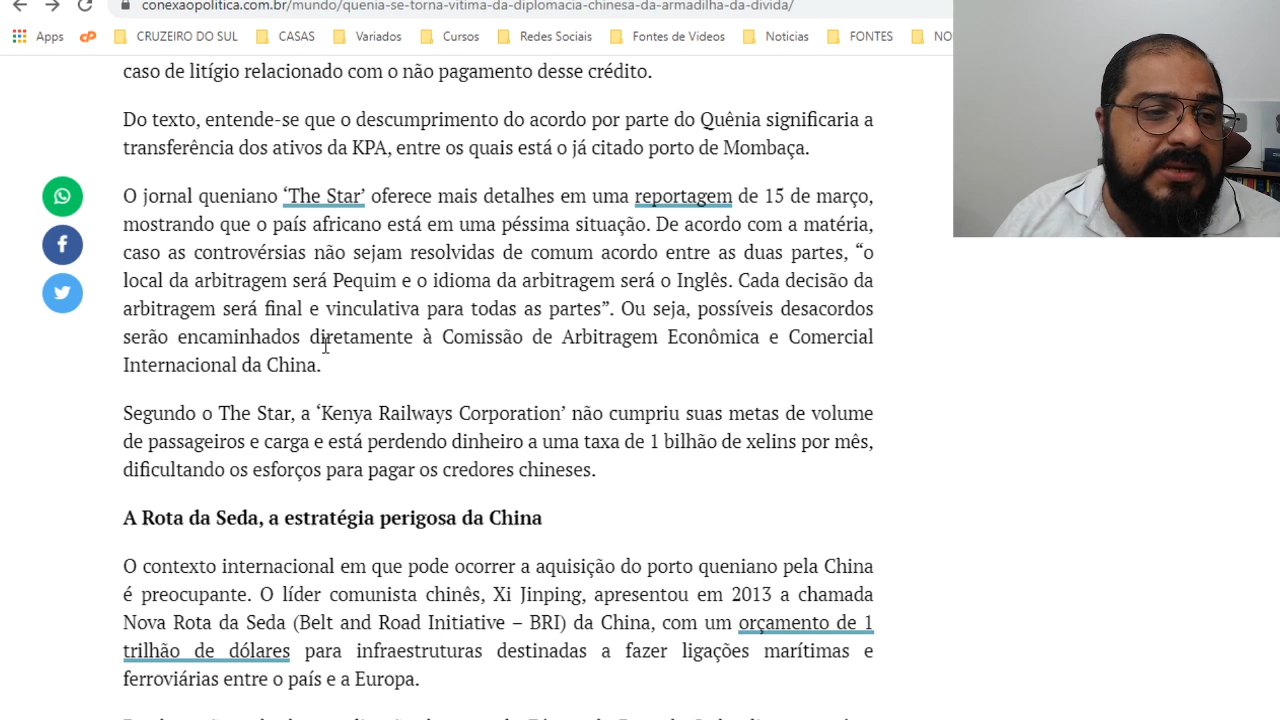 conexaopolitica.com.br/mundo/quenia-se-torna-vitima-da-diplomacia-chinesa-da-armadilha-da-divida/
Apps CRUZEIRO DO SUL CASAS Variados Cursos Redes Sociais Fontes de Videos Noticias FONTES NO
caso de litígio relacionado com o não pagamento desse crédito.
Do texto, entende-se que o descumprimento do acordo por parte do Quênia significaria a
transferência dos ativos da KPA, entre os quais está o já citado porto de Mombaça.
O jornal queniano ‘The Star’ oferece mais detalhes em uma reportagem de 15 de março,
mostrando que o país africano está em uma péssima situação. De acordo com a matéria,
caso as controvérsias não sejam resolvidas de comum acordo entre as duas partes, “o
local da arbitragem será Pequim e o idioma da arbitragem será o Inglês. Cada decisão da
arbitragem será final e vinculativa para todas as partes”. Ou seja, possíveis desacordos
serão encaminhados diretamente à Comissão de Arbitragem Econômica e Comercial
Internacional da China.
Segundo o The Star, a ‘Kenya Railways Corporation’ não cumpriu suas metas de volume
de passageiros e carga e está perdendo dinheiro a uma taxa de 1 bilhão de xelins por mês,
dificultando os esforços para pagar os credores chineses.
A Rota da Seda, a estratégia perigosa da China
O contexto internacional em que pode ocorrer a aquisição do porto queniano pela China
é preocupante. O líder comunista chinês, Xi Jinping, apresentou em 2013 a chamada
Nova Rota da Seda (Belt and Road Initiative – BRI) da China, com um orçamento de 1
trilhão de dólares para infraestruturas destinadas a fazer ligações marítimas e
ferroviárias entre o país e a Europa.